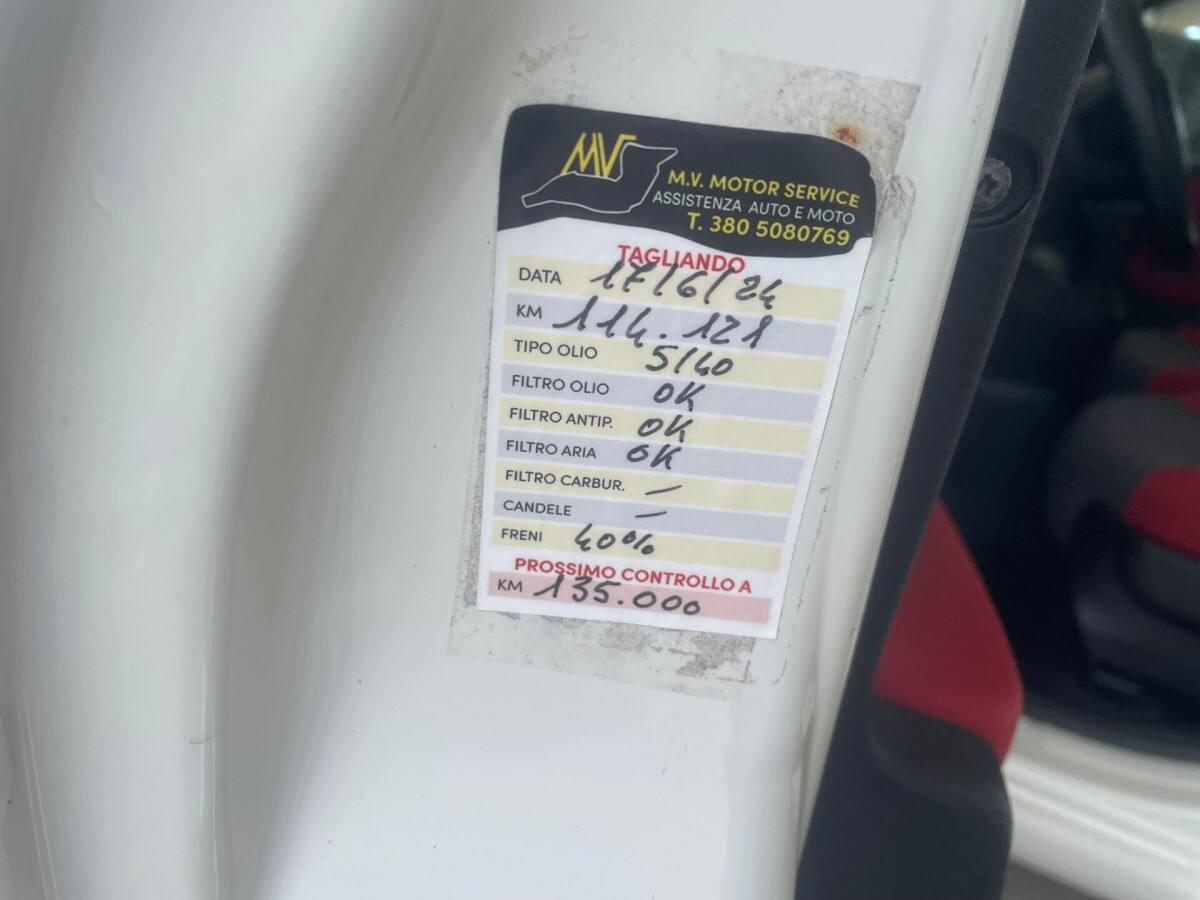 MV
M.V. MOTOR SERVICE
ASSISTENZA AUTO E MOTO
T. 380 5080769
TAGLIANDO
DATA 17/6/24
KM 114.121
TIPO OLIO 5/40
FILTRO OLIO OK
FILTRO ANTIP. OK
FILTRO ARIA OK
FILTRO CARBUR. –
CANDELE –
FRENI 40%
PROSSIMO CONTROLLO A
KM 135.000